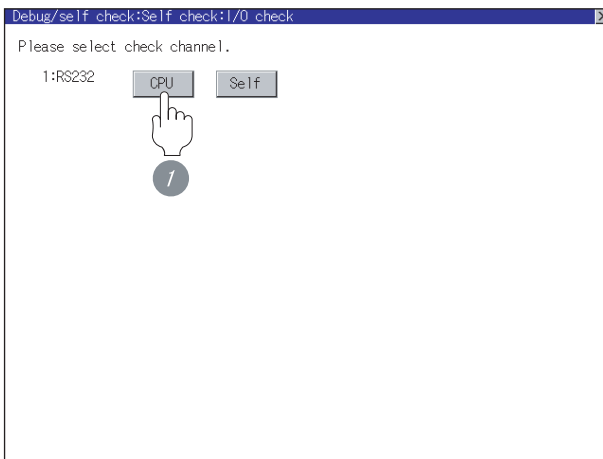 Debug/self check:Self check:I/O check
Please select check channel.
1:RS232 CPU Self
1